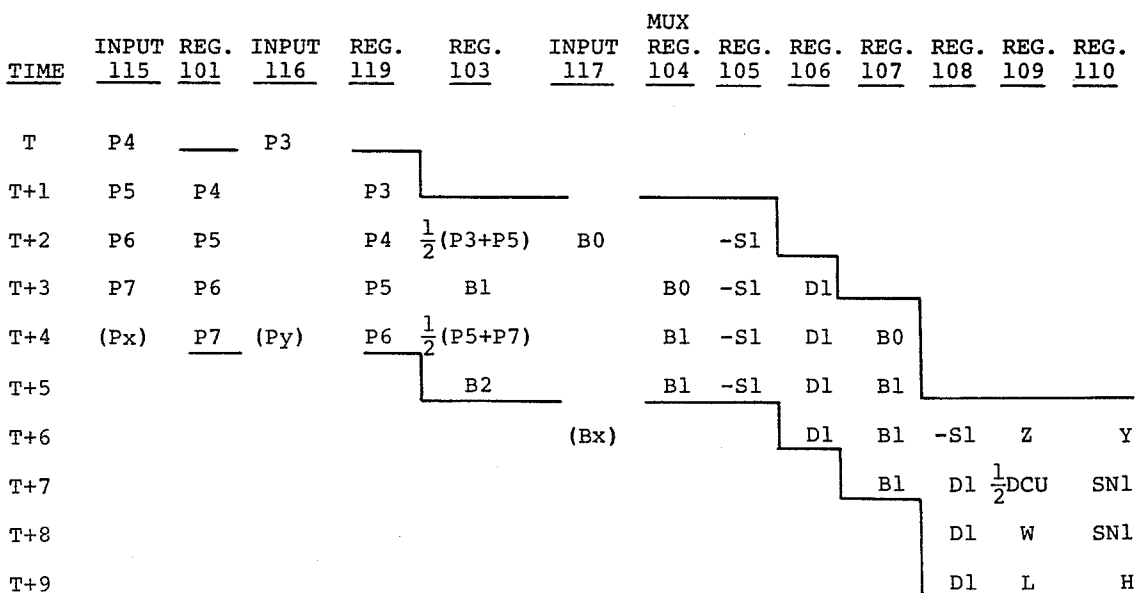 MUX
INPUT REG. INPUT REG. REG. INPUT REG. REG. REG. REG. REG. REG. REG.
TIME 115 101 116 119 103 117 104 105 106 107 108 109 110
T P4 P3
T+1 P5 P4 P3
T+2 P6 P5 P4 1/2(P3+P5) B0 -S1
T+3 P7 P6 P5 B1 B0 -S1 D1
T+4 (Px) P7 (Py) P6 1/2(P5+P7) B1 -S1 D1 B0
T+5 B2 B1 -S1 D1 B1
T+6 (Bx) D1 B1 -S1 Z Y
T+7 B1 D1 1/2DCU SN1
T+8 D1 W SN1
T+9 D1 L H